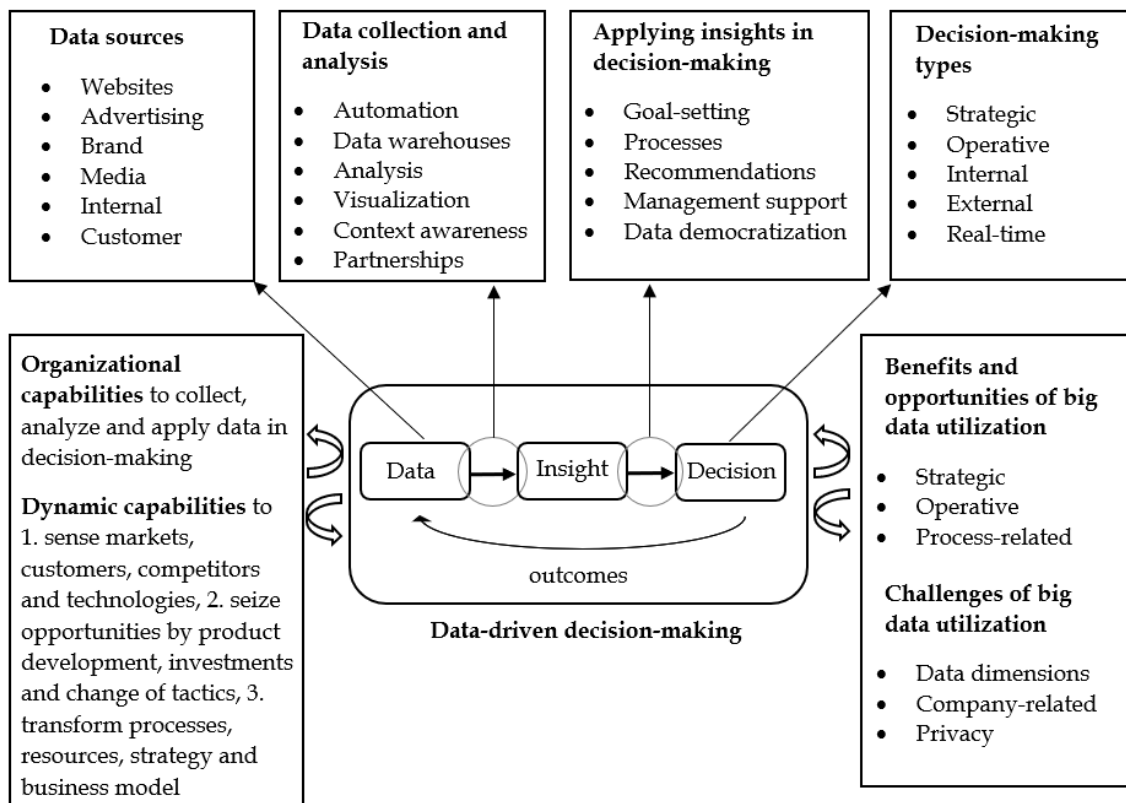 Data sources
• Websites
• Advertising
• Brand
• Media
• Internal
• Customer
Data collection and
analysis
• Automation
• Data warehouses
• Analysis
• Visualization
• Context awareness
• Partnerships
Applying insights in
decision-making
• Goal-setting
• Processes
• Recommendations
• Management support
• Data democratization
Decision-making
types
• Strategic
• Operative
• Internal
• External
• Real-time
Organizational
capabilities to collect,
analyze and apply data in
decision-making
Dynamic capabilities to
1. sense markets,
customers, competitors
and technologies, 2. seize
opportunities by product
development, investments
and change of tactics, 3.
transform processes,
resources, strategy and
business model
Data
Insight
Decision
outcomes
Data-driven decision-making
Benefits and
opportunities of big
data utilization
• Strategic
• Operative
• Process-related
Challenges of big
data utilization
• Data dimensions
• Company-related
• Privacy